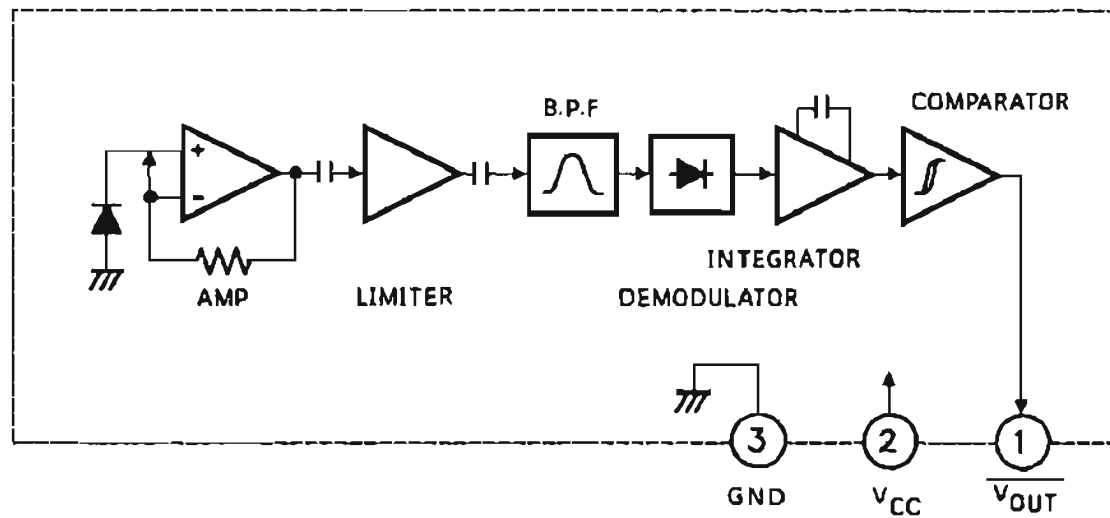 B.P.F
COMPARATOR
+
-
AMP
LIMITER
INTEGRATOR
DEMODULATOR
3
2
1
GND
VCC
VOUT